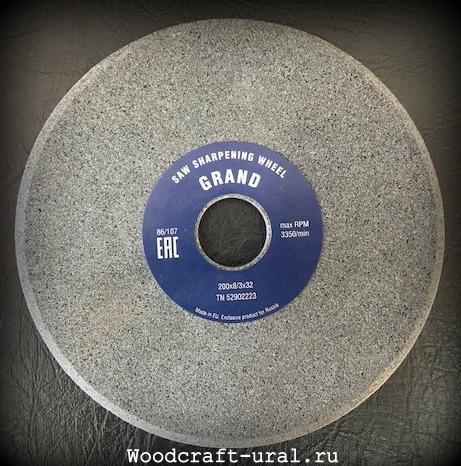 SAW SHARPENING WHEEL
GRAND
86/107
EAC
max RPM
3350/min
200x8/3x32
TN 52902223
Made in EU. Exclusive product for Russia
Woodcraft-ural.ru